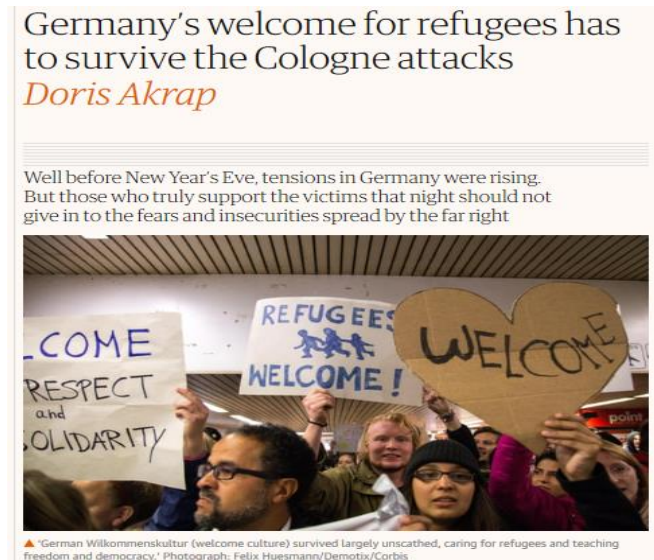 Germany's welcome for refugees has
to survive the Cologne attacks
Doris Akrap
Well before New Year's Eve, tensions in Germany were rising.
But those who truly support the victims that night should not
give in to the fears and insecurities spread by the far right
LCOME
RESPECT
and
SOLIDARITY
REFUGEES
WELCOME!
WELCOME
point
▲ 'German Wilkommenskultur (welcome culture) survived largely unscathed, caring for refugees and teaching
freedom and democracy.' Photograph: Felix Huesmann/Demotix/Corbis